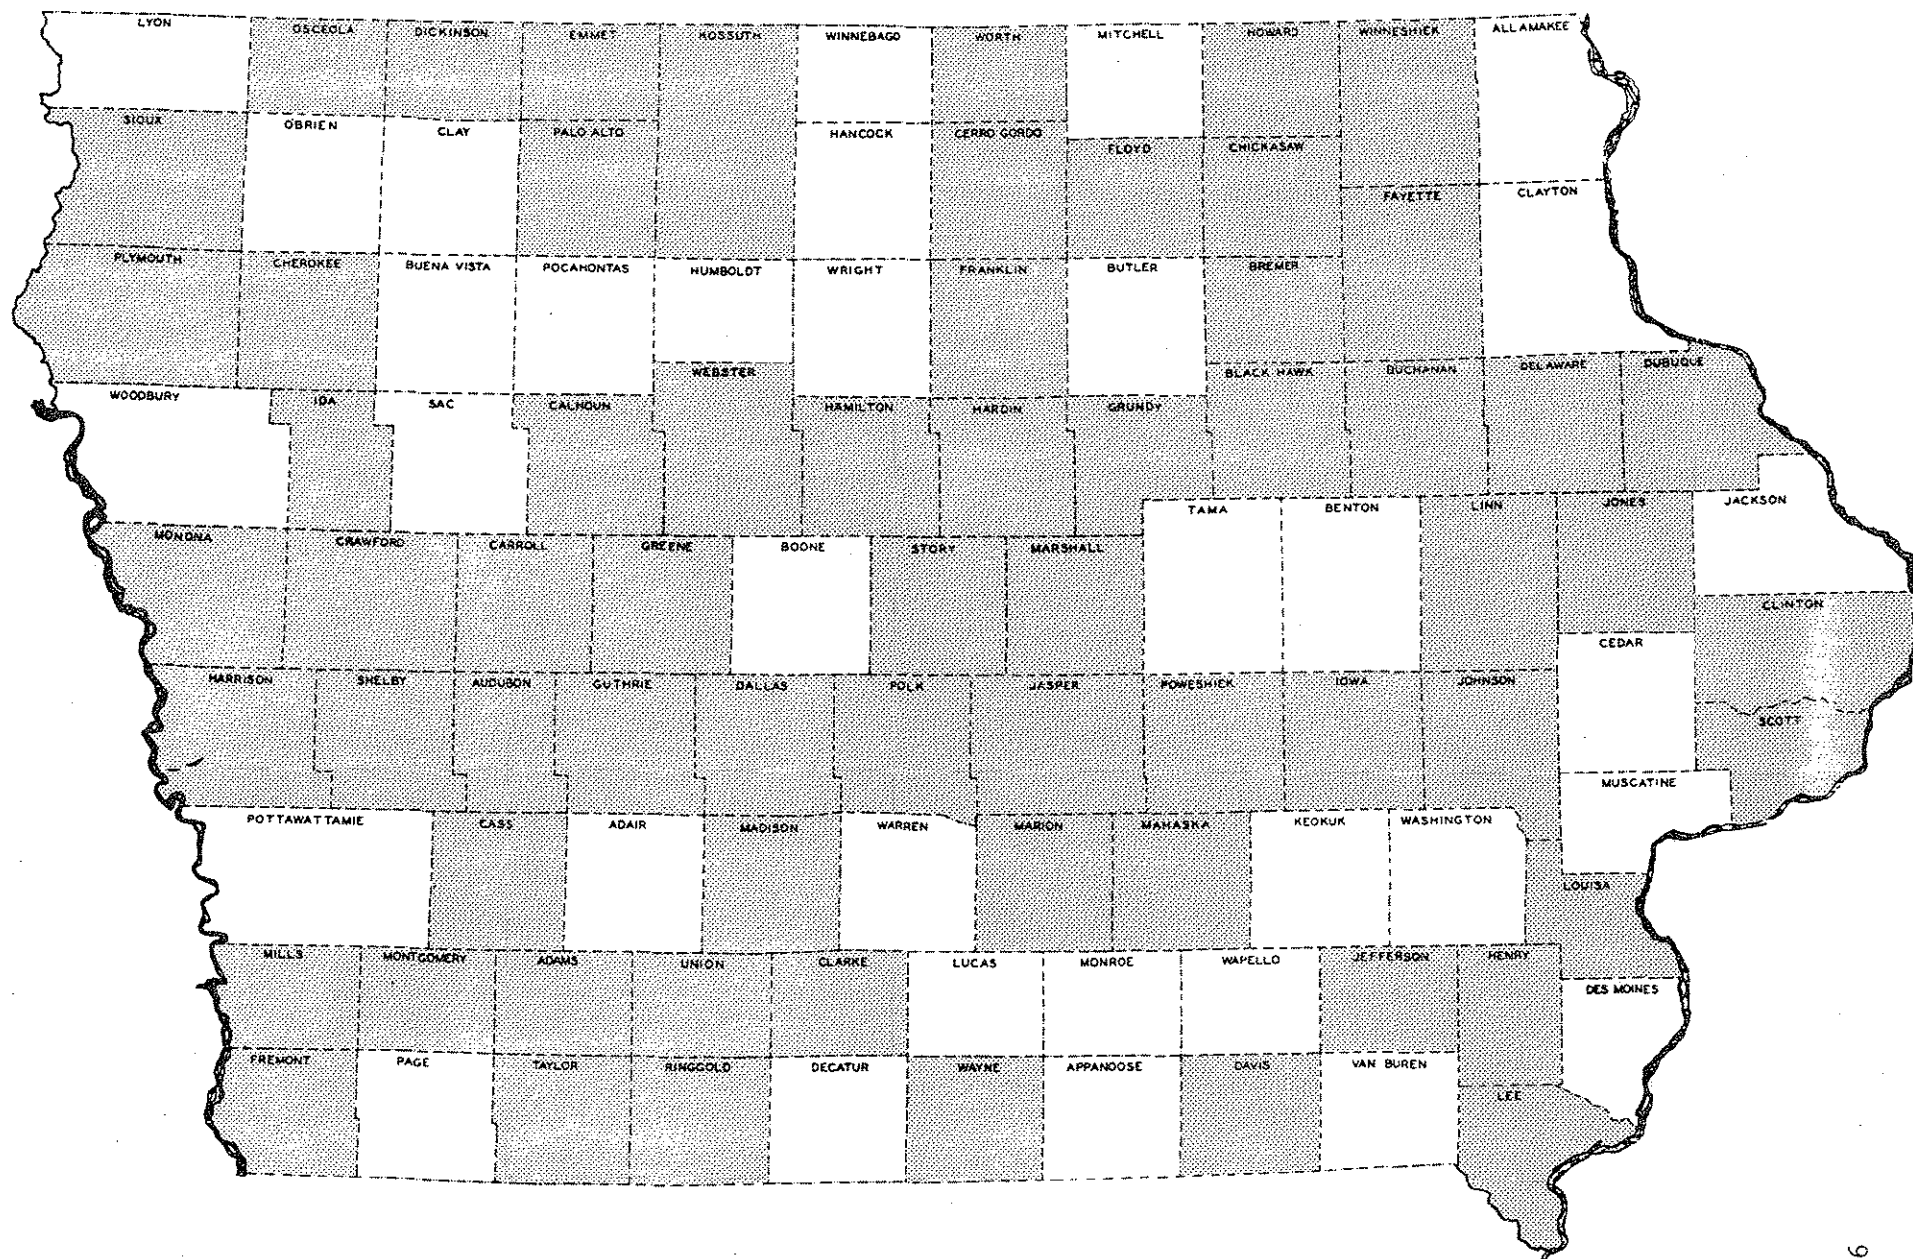 LYON
OSCEOLA
DICKINSON
EMMET
KOSSUTH
WINNEBAGO
WORTH
MITCHELL
HOWARD
WINNESHIEK
ALLAMAKEE
SIOUX
OBRIEN
CLAY
PALO ALTO
HANCOCK
CERRO GORDO
FLOYD
CHICKASAW
FAYETTE
CLAYTON
PLYMOUTH
CHEROKEE
BUENA VISTA
POCAHONTAS
HUMBOLDT
WRIGHT
FRANKLIN
BUTLER
BREMER
WOODBURY
IDA
SAC
CALHOUN
WEBSTER
HAMILTON
HARDIN
GRUNDY
BLACK HAWK
BUCHANAN
DELAWARE
DUBUQUE
MONONA
CRAWFORD
CARROLL
GREENE
BOONE
STORY
MARSHALL
TAMA
BENTON
LINN
JONES
JACKSON
CLINTON
CEDAR
HARRISON
SHELBY
AUDUBON
GUTHRIE
DALLAS
POLK
JASPER
POWESHIEK
IOWA
JOHNSON
SCOTT
MUSCATINE
POTTAWATTAMIE
CASS
ADAIR
MADISON
WARREN
MARION
MAHASKA
KEOKUK
WASHINGTON
LOUISA
MILLS
MONTGOMERY
ADAMS
UNION
CLARKE
LUCAS
MONROE
WAPELLO
JEFFERSON
HENRY
DES MOINES
FREMONT
PAGE
TAYLOR
RINGGOLD
DECATUR
WAYNE
APPANOOSE
DAVIS
VAN BUREN
LEE
6